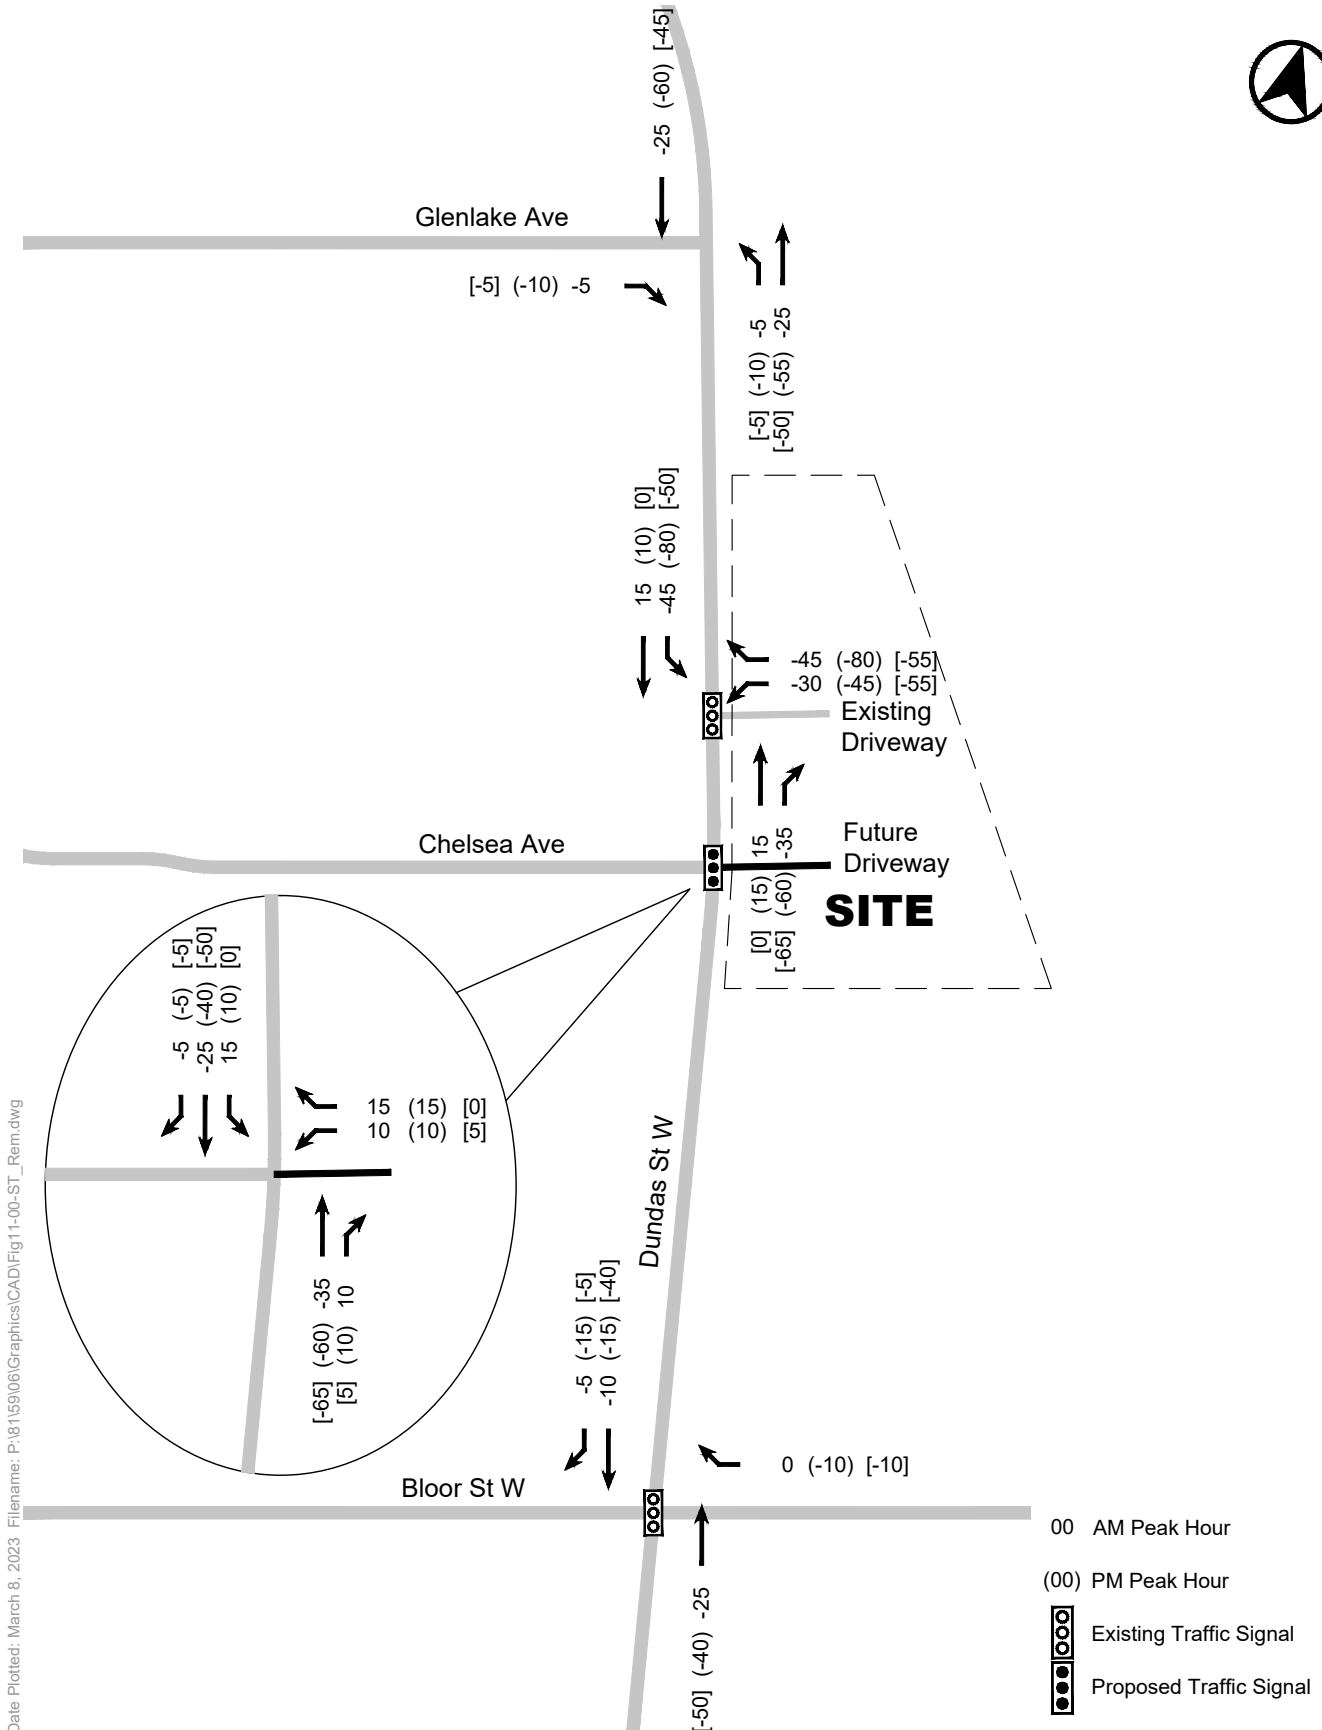 -25 (-60) [-45]
Glenlake Ave
[-5] (-10) -5
[-5] (-10) -5
[-50] (-55) -25
15 (10) [0]
-45 (-80) [-50]
-45 (-80) [-55]
-30 (-45) [-55]
Existing
Driveway
[0] (15) 15
[-65] (-60) -35
Chelsea Ave
Future
Driveway
SITE
-5 (-5) [-5]
-25 (-40) [-50]
15 (10) [0]
15 (15) [0]
10 (10) [5]
[-65] (-60) -35
[5] (10) 10
Dundas St W
-5 (-15) [-5]
-10 (-15) [-40]
0 (-10) [-10]
Bloor St W
[-50] (-40) -25
00 AM Peak Hour
(00) PM Peak Hour
Existing Traffic Signal
Proposed Traffic Signal
Date Plotted: March 8, 2023 Filename: P:\81\59\06\Graphics\CAD\Fig11-00-ST_Rem.dwg